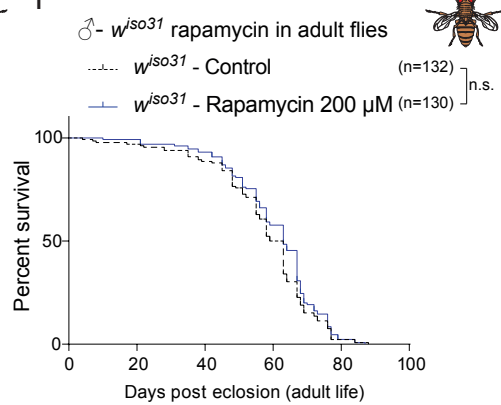 ♂- w^iso31 rapamycin in adult flies
w^iso31 - Control (n=132)
n.s.
w^iso31 - Rapamycin 200 µM (n=130)
Percent survival
100
50
0
0 20 40 60 80 100
Days post eclosion (adult life)